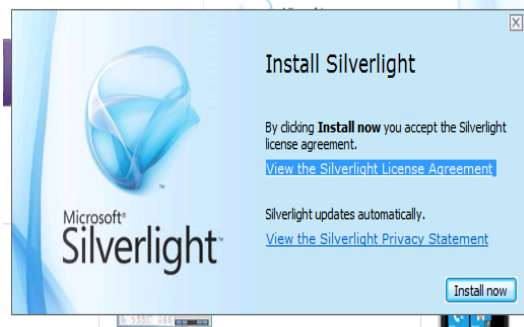 Install Silverlight
By clicking Install now you accept the Silverlight
license agreement.
View the Silverlight License Agreement
Microsoft®
Silverlight™
Silverlight updates automatically.
View the Silverlight Privacy Statement
Install now